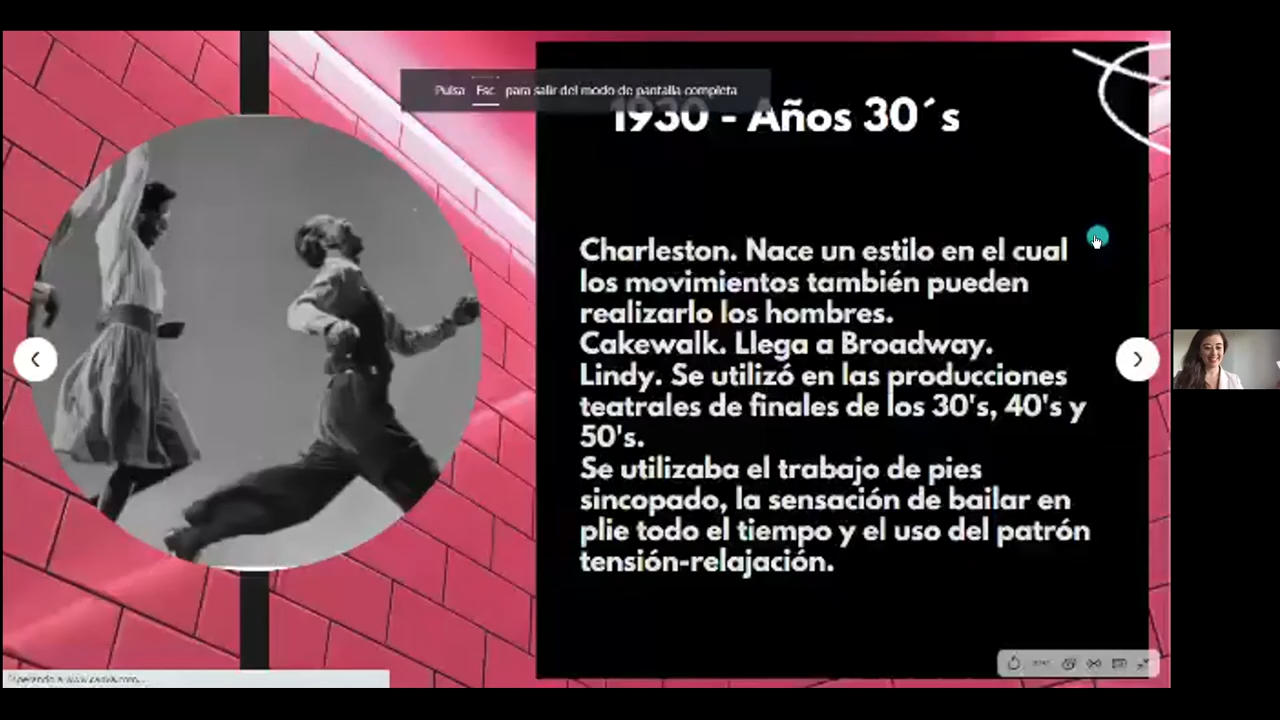 Pulsa Esc para salir del modo de pantalla completa
1930 - Años 30´s
Charleston. Nace un estilo en el cual
los movimientos también pueden
realizarlo los hombres.
Cakewalk. Llega a Broadway.
Lindy. Se utilizó en las producciones
teatrales de finales de los 30's, 40's y
50's.
Se utilizaba el trabajo de pies
sincopado, la sensación de bailar en
plie todo el tiempo y el uso del patrón
tensión-relajación.